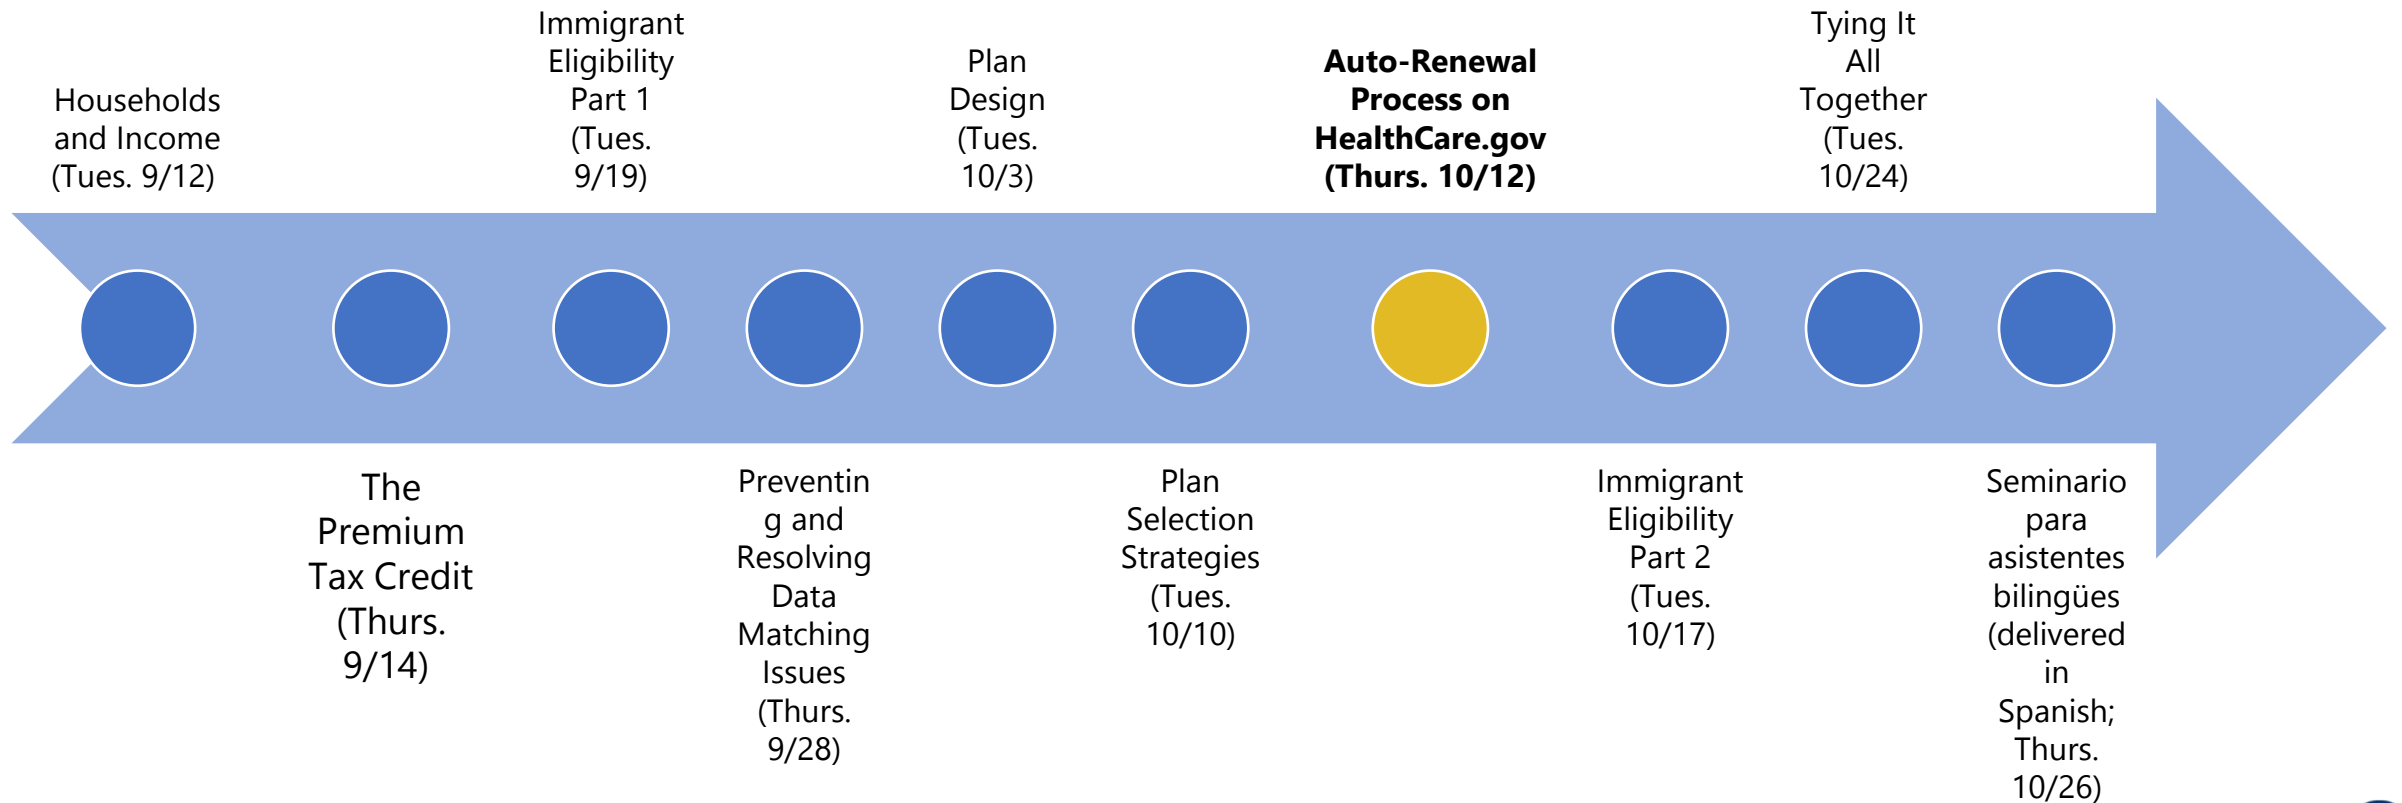 Households
and Income
(Tues. 9/12)
The
Premium
Tax Credit
(Thurs.
9/14)
Immigrant
Eligibility
Part 1
(Tues.
9/19)
Preventin
g and
Resolving
Data
Matching
Issues
(Thurs.
9/28)
Plan
Design
(Tues.
10/3)
Plan
Selection
Strategies
(Tues.
10/10)
Auto-Renewal
Process on
HealthCare.gov
(Thurs. 10/12)
Immigrant
Eligibility
Part 2
(Tues.
10/17)
Tying It
All
Together
(Tues.
10/24)
Seminario
para
asistentes
bilingües
(delivered
in
Spanish;
Thurs.
10/26)